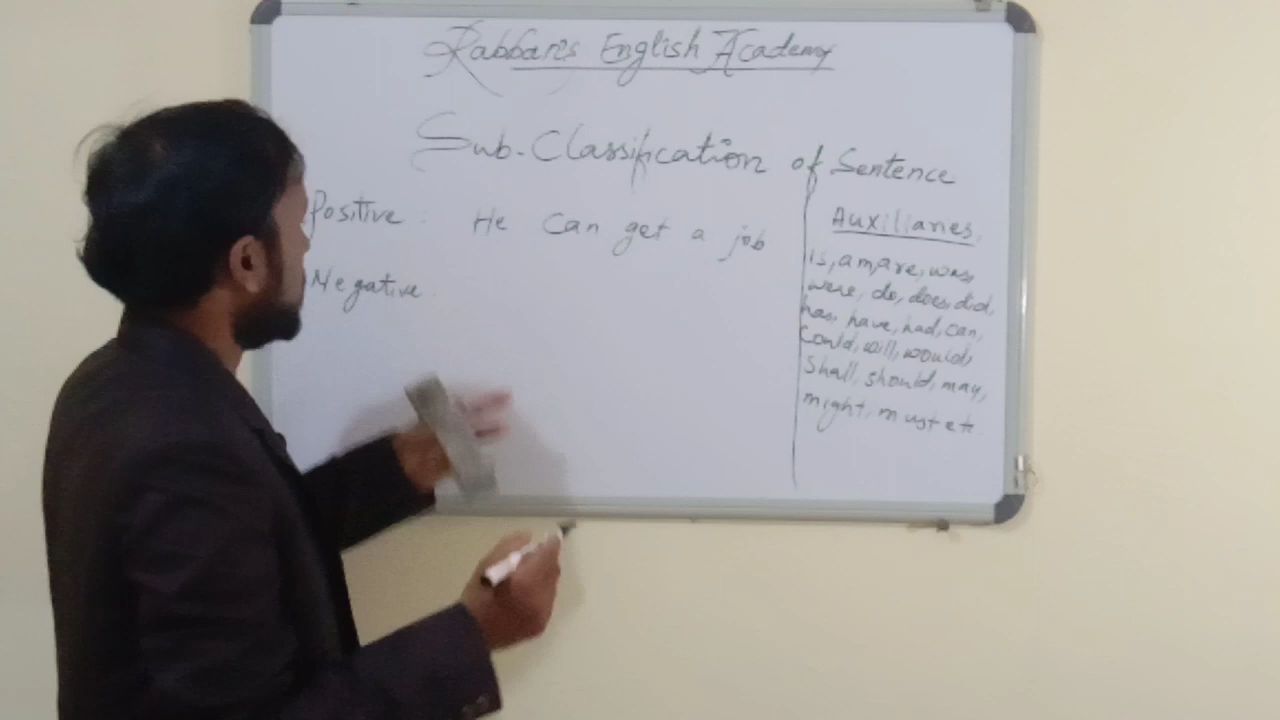 Rabban's English Academy
Sub-Classification of Sentence
Positive : He can get a job
Negative :
Auxiliaries,
is, am, are, was,
were, do, does, did,
has, have, had, can,
Could, will, would,
Shall, should, may,
might, must etc